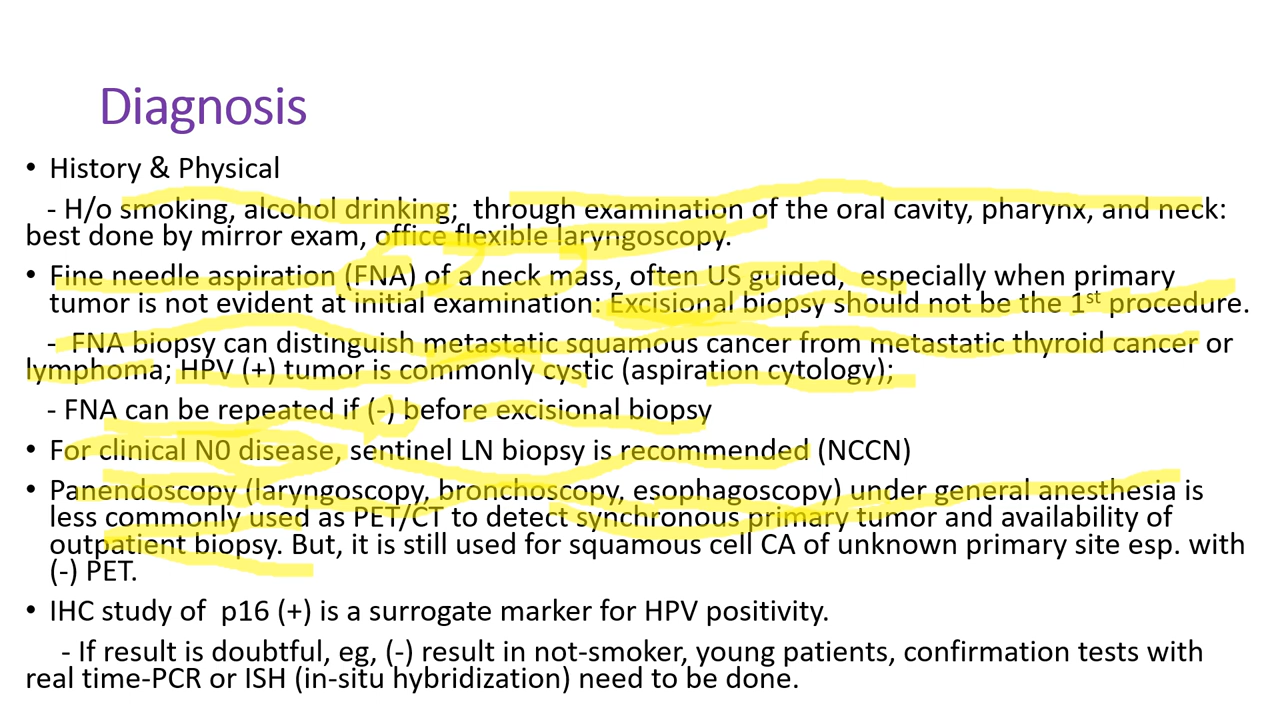 Diagnosis
• History & Physical
- H/o smoking, alcohol drinking;  through examination of the oral cavity, pharynx, and neck:
best done by mirror exam, office flexible laryngoscopy.
• Fine needle aspiration (FNA) of a neck mass, often US guided,  especially when primary
tumor is not evident at initial examination: Excisional biopsy should not be the 1st procedure.
-  FNA biopsy can distinguish metastatic squamous cancer from metastatic thyroid cancer or
lymphoma; HPV (+) tumor is commonly cystic (aspiration cytology);
- FNA can be repeated if (-) before excisional biopsy
• For clinical N0 disease, sentinel LN biopsy is recommended (NCCN)
• Panendoscopy (laryngoscopy, bronchoscopy, esophagoscopy) under general anesthesia is
less commonly used as PET/CT to detect synchronous primary tumor and availability of
outpatient biopsy. But, it is still used for squamous cell CA of unknown primary site esp. with
(-) PET.
• IHC study of  p16 (+) is a surrogate marker for HPV positivity.
- If result is doubtful, eg, (-) result in not-smoker, young patients, confirmation tests with
real time-PCR or ISH (in-situ hybridization) need to be done.